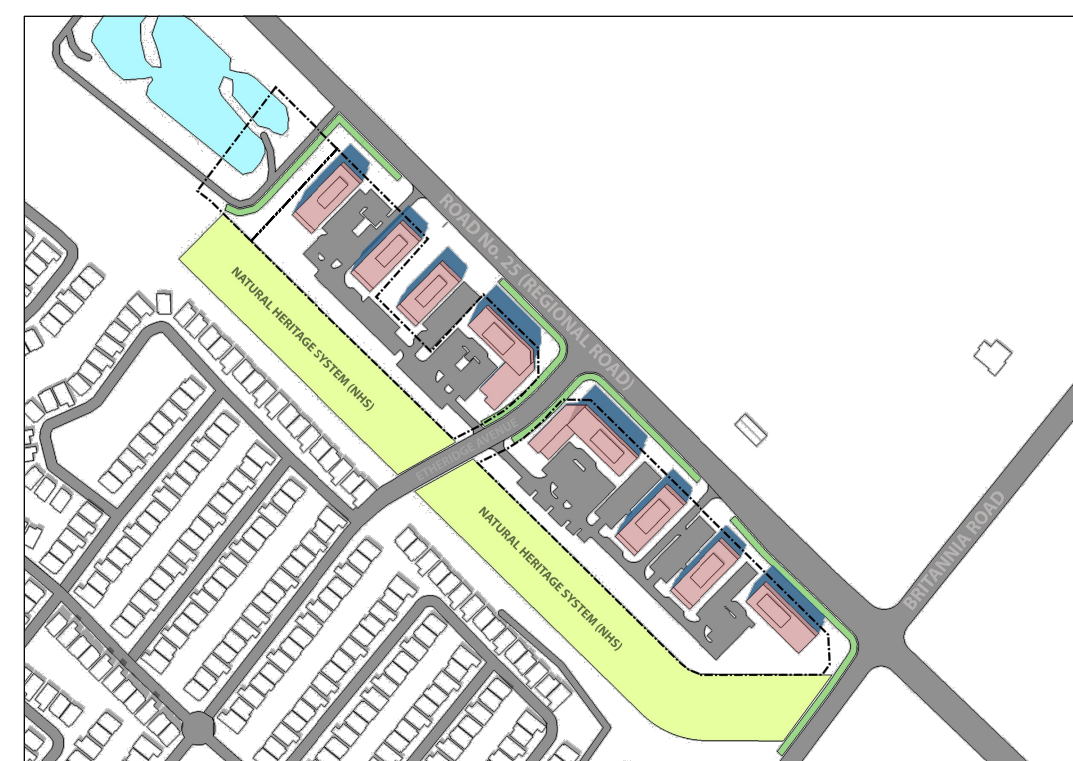 ROAD No. 25 (REGIONAL ROAD)
NATURAL HERITAGE SYSTEM (NHS)
ETHERIDGE AVENUE
NATURAL HERITAGE SYSTEM (NHS)
BRITANNIA ROAD